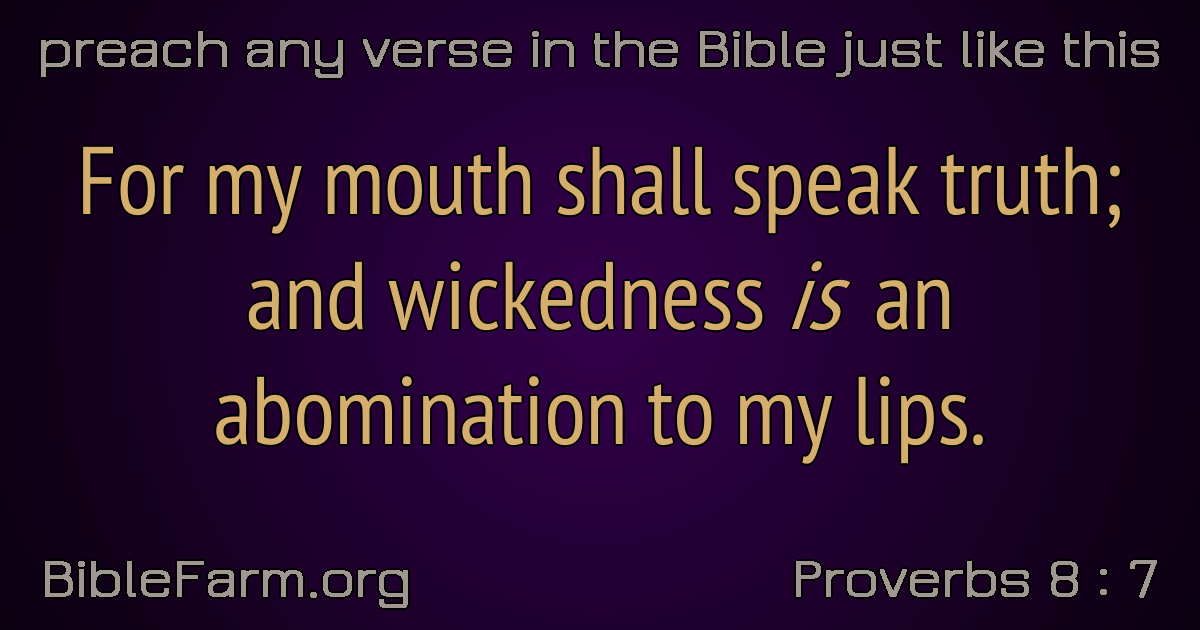 preach any verse in the Bible just like this
For my mouth shall speak truth;
and wickedness is an
abomination to my lips.
BibleFarm.org
Proverbs 8 : 7